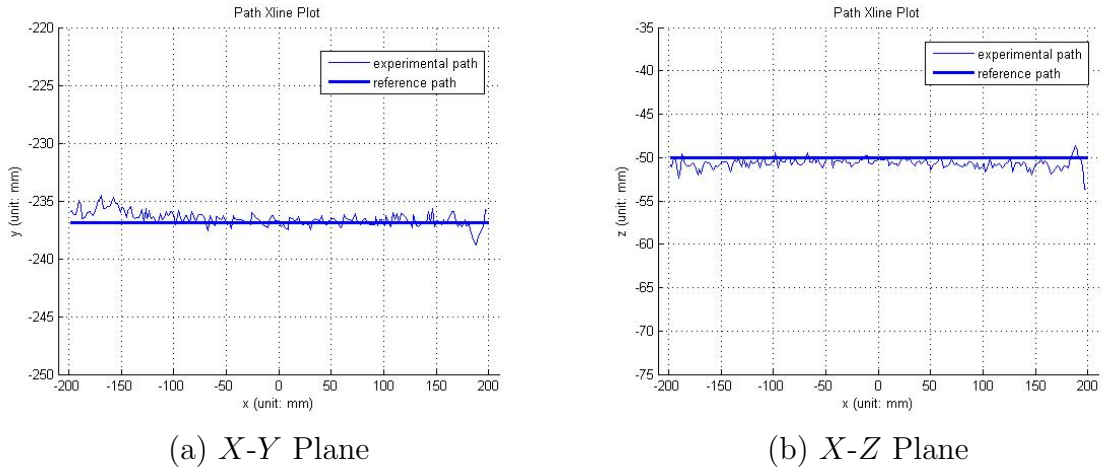 Path Xline Plot
-220
-225
-230
-235
-240
-245
-250
y (unit: mm)
experimental path
reference path
-200 -150 -100 -50 0 50 100 150 200
x (unit: mm)
(a) X-Y Plane
Path Xline Plot
-35
-40
-45
-50
-55
-60
-65
-70
-75
z (unit: mm)
experimental path
reference path
-200 -150 -100 -50 0 50 100 150 200
x (unit: mm)
(b) X-Z Plane